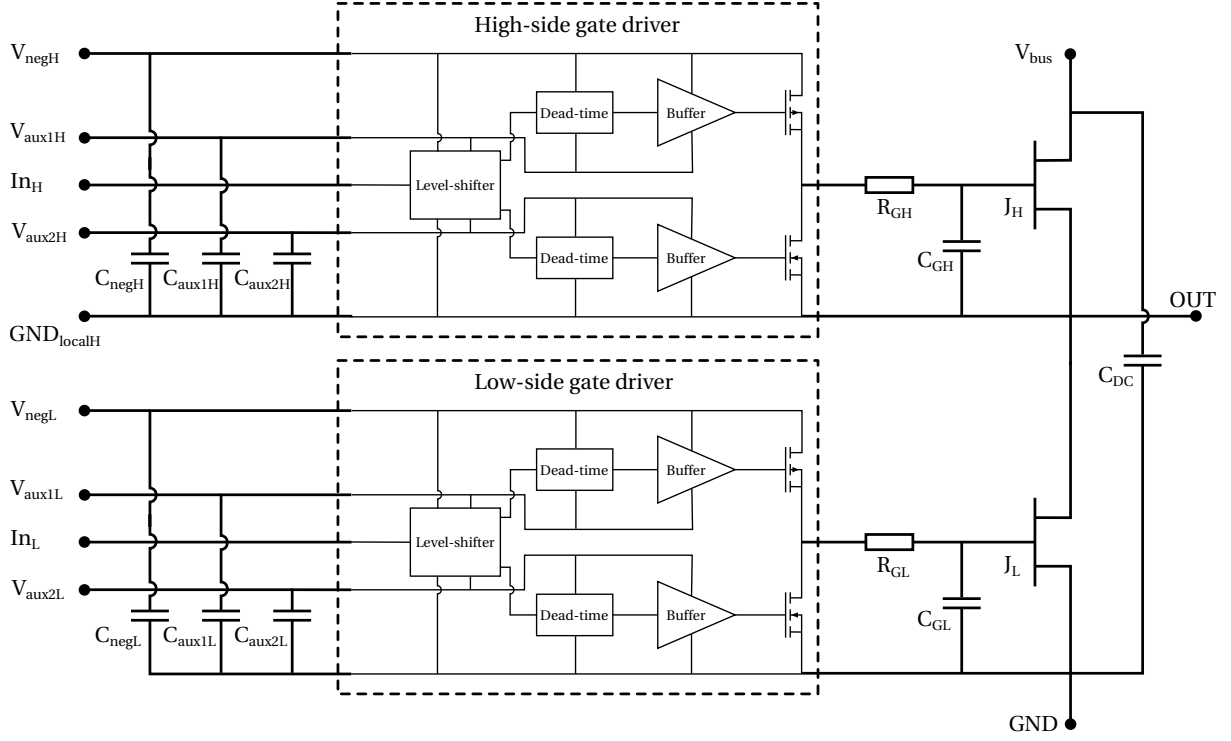 High-side gate driver
V_negH
V_bus
Dead-time
Buffer
V_aux1H
Level-shifter
In_H
R_GH
J_H
V_aux2H
Dead-time
Buffer
C_GH
C_negH
C_aux1H
C_aux2H
OUT
GND_localH
C_DC
Low-side gate driver
V_negL
Dead-time
Buffer
V_aux1L
Level-shifter
In_L
R_GL
J_L
V_aux2L
Dead-time
Buffer
C_GL
C_negL
C_aux1L
C_aux2L
GND